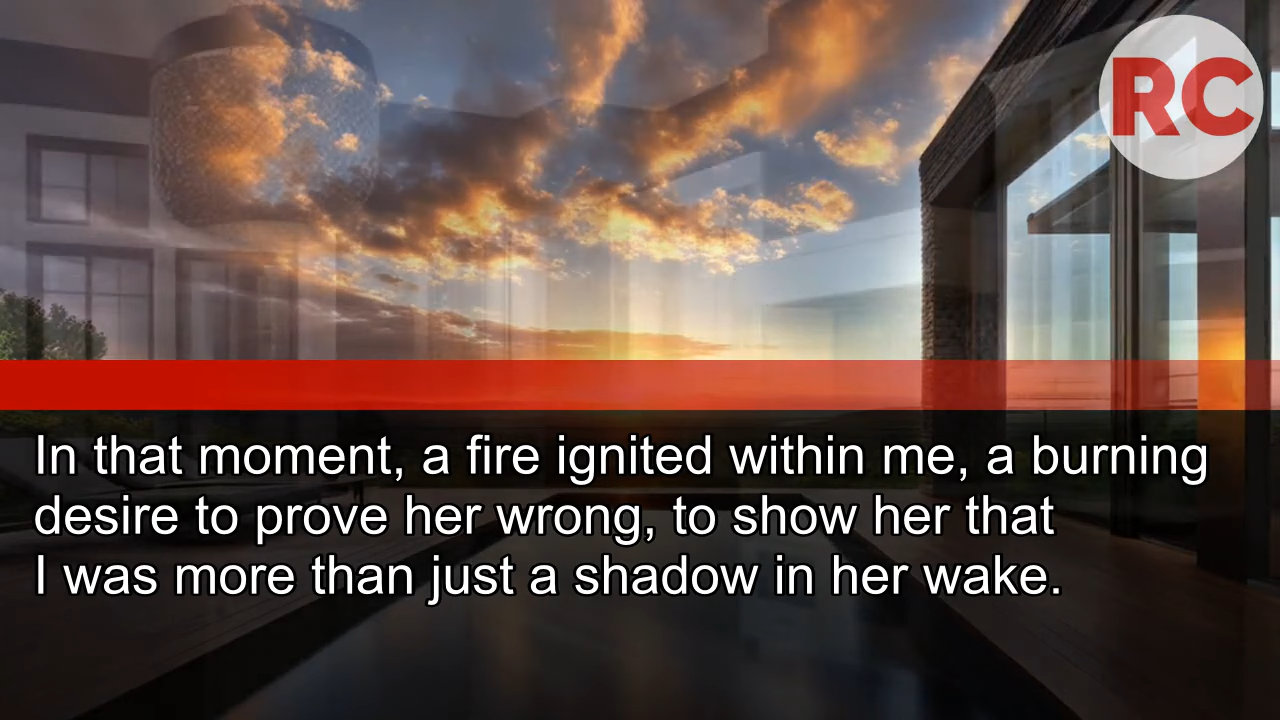 RC
In that moment, a fire ignited within me, a burning
desire to prove her wrong, to show her that
I was more than just a shadow in her wake.